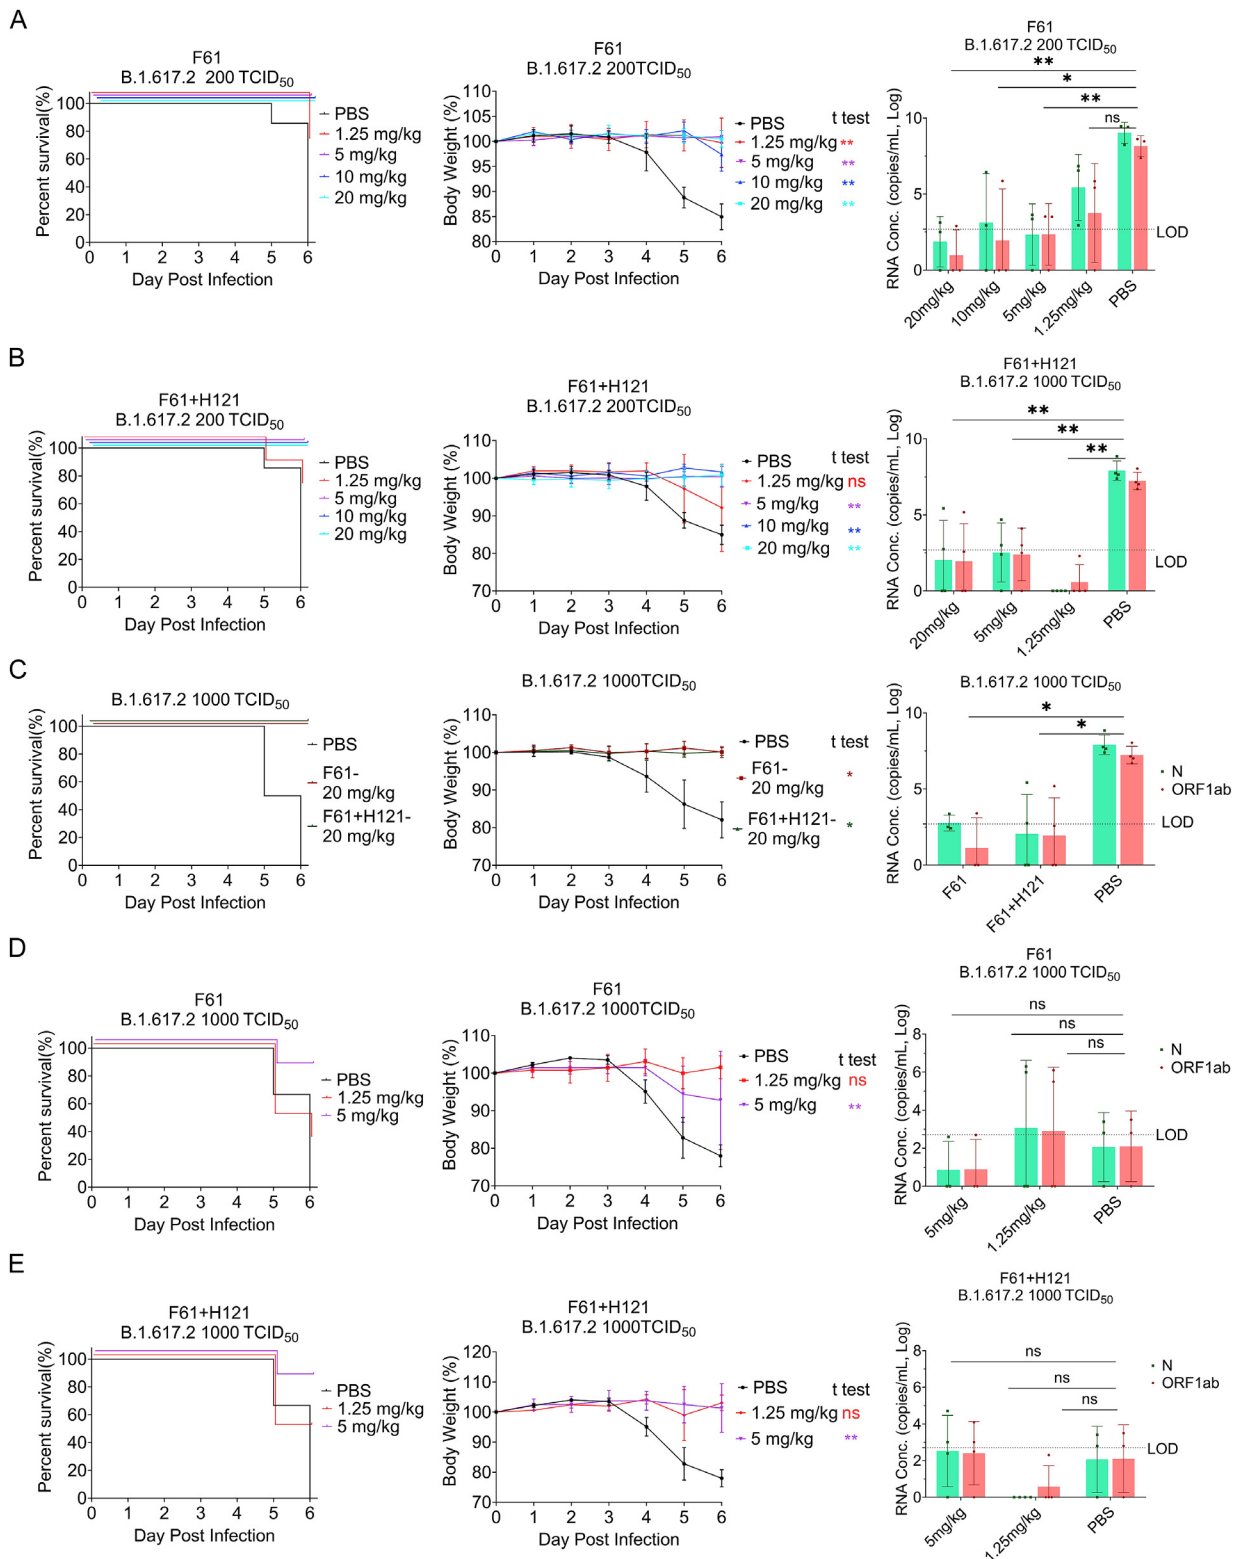 A
F61
B.1.617.2 200 TCID50
Percent survival(%)
100
80
60
40
20
0
0 1 2 3 4 5 6
Day Post Infection
PBS
1.25 mg/kg
5 mg/kg
10 mg/kg
20 mg/kg
F61
B.1.617.2 200TCID50
Body Weight (%)
110
105
100
95
90
85
80
0 1 2 3 4 5 6
Day Post Infection
t test
PBS
1.25 mg/kg **
5 mg/kg **
10 mg/kg **
20 mg/kg **
F61
B.1.617.2 200 TCID50
**
*
**
ns
RNA Conc. (copies/mL, Log)
10
5
0
LOD
20mg/kg
10mg/kg
5mg/kg
1.25mg/kg
PBS
B
F61+H121
B.1.617.2 200 TCID50
Percent survival(%)
100
80
60
40
20
0
0 1 2 3 4 5 6
Day Post Infection
PBS
1.25 mg/kg
5 mg/kg
10 mg/kg
20 mg/kg
F61+H121
B.1.617.2 200TCID50
Body Weight (%)
110
100
90
80
70
0 1 2 3 4 5 6
Day Post Infection
t test
PBS
1.25 mg/kg ns
5 mg/kg **
10 mg/kg **
20 mg/kg **
F61+H121
B.1.617.2 1000 TCID50
**
**
**
RNA Conc. (copies/mL, Log)
10
5
0
LOD
20mg/kg
5mg/kg
1.25mg/kg
PBS
C
B.1.617.2 1000 TCID50
Percent survival(%)
100
80
60
40
20
0
0 1 2 3 4 5 6
Day Post Infection
PBS
F61-
20 mg/kg
F61+H121-
20 mg/kg
B.1.617.2 1000TCID50
Body Weight (%)
110
100
90
80
70
0 1 2 3 4 5 6
Day Post Infection
PBS t test
F61-
20 mg/kg *
F61+H121-
20 mg/kg *
B.1.617.2 1000 TCID50
*
*
RNA Conc. (copies/mL, Log)
10
5
0
N
ORF1ab
LOD
F61
F61+H121
PBS
D
F61
B.1.617.2 1000 TCID50
Percent survival(%)
100
80
60
40
20
0
0 1 2 3 4 5 6
Day Post Infection
PBS
1.25 mg/kg
5 mg/kg
F61
B.1.617.2 1000TCID50
Body Weight (%)
110
100
90
80
70
0 1 2 3 4 5 6
Day Post Infection
PBS t test
1.25 mg/kg ns
5 mg/kg **
F61
B.1.617.2 1000 TCID50
ns
ns
ns
RNA Conc. (copies/mL, Log)
8
6
4
2
0
N
ORF1ab
LOD
5mg/kg
1.25mg/kg
PBS
E
F61+H121
B.1.617.2 1000 TCID50
Percent survival(%)
100
80
60
40
20
0
0 1 2 3 4 5 6
Day Post Infection
PBS
1.25 mg/kg
5 mg/kg
F61+H121
B.1.617.2 1000TCID50
Body Weight (%)
120
110
100
90
80
70
0 1 2 3 4 5 6
Day Post Infection
PBS t test
1.25 mg/kg ns
5 mg/kg **
F61+H121
B.1.617.2 1000TCID50
ns
ns
ns
RNA Conc. (copies/mL, Log)
8
6
4
2
0
N
ORF1ab
LOD
5mg/kg
1.25mg/kg
PBS